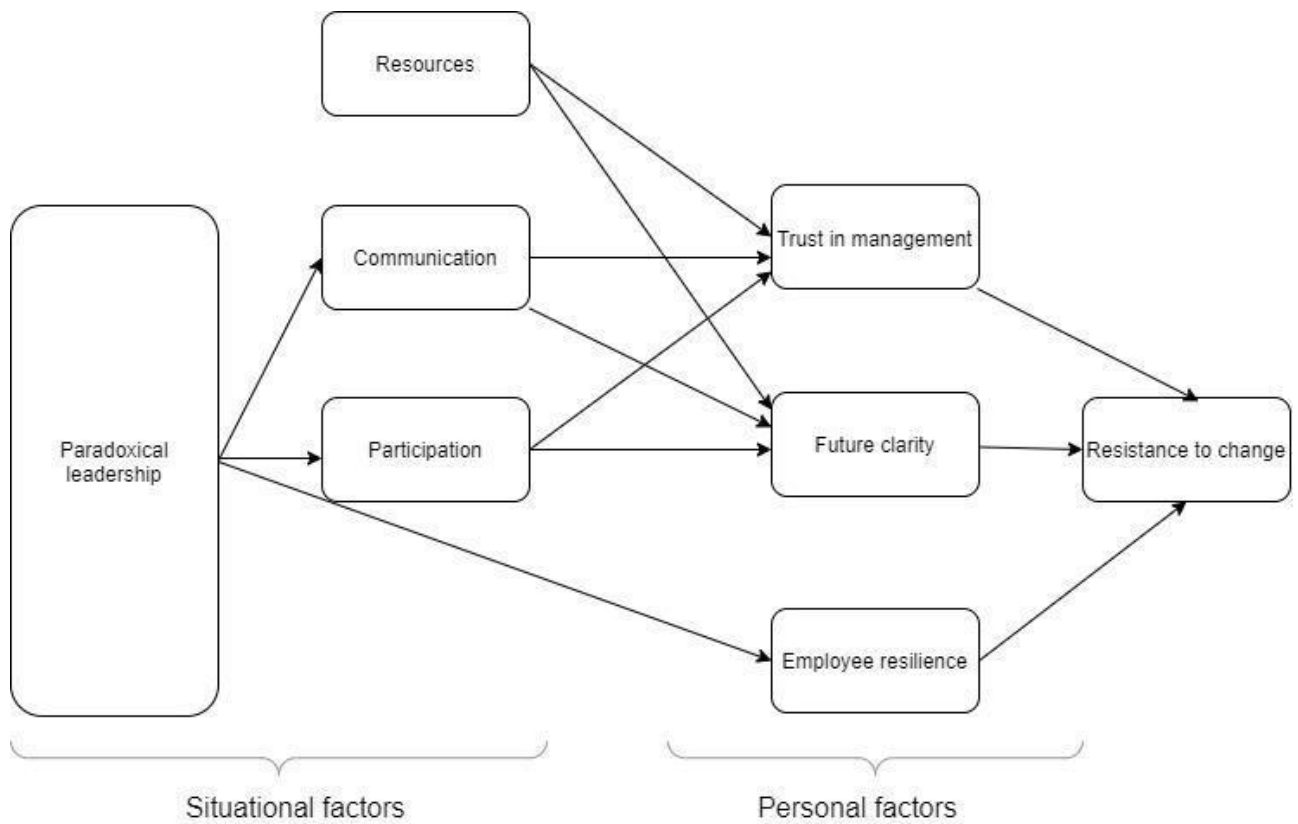 Resources
Communication
Trust in management
Paradoxical
leadership
Participation
Future clarity
Resistance to change
Employee resilience
Situational factors
Personal factors